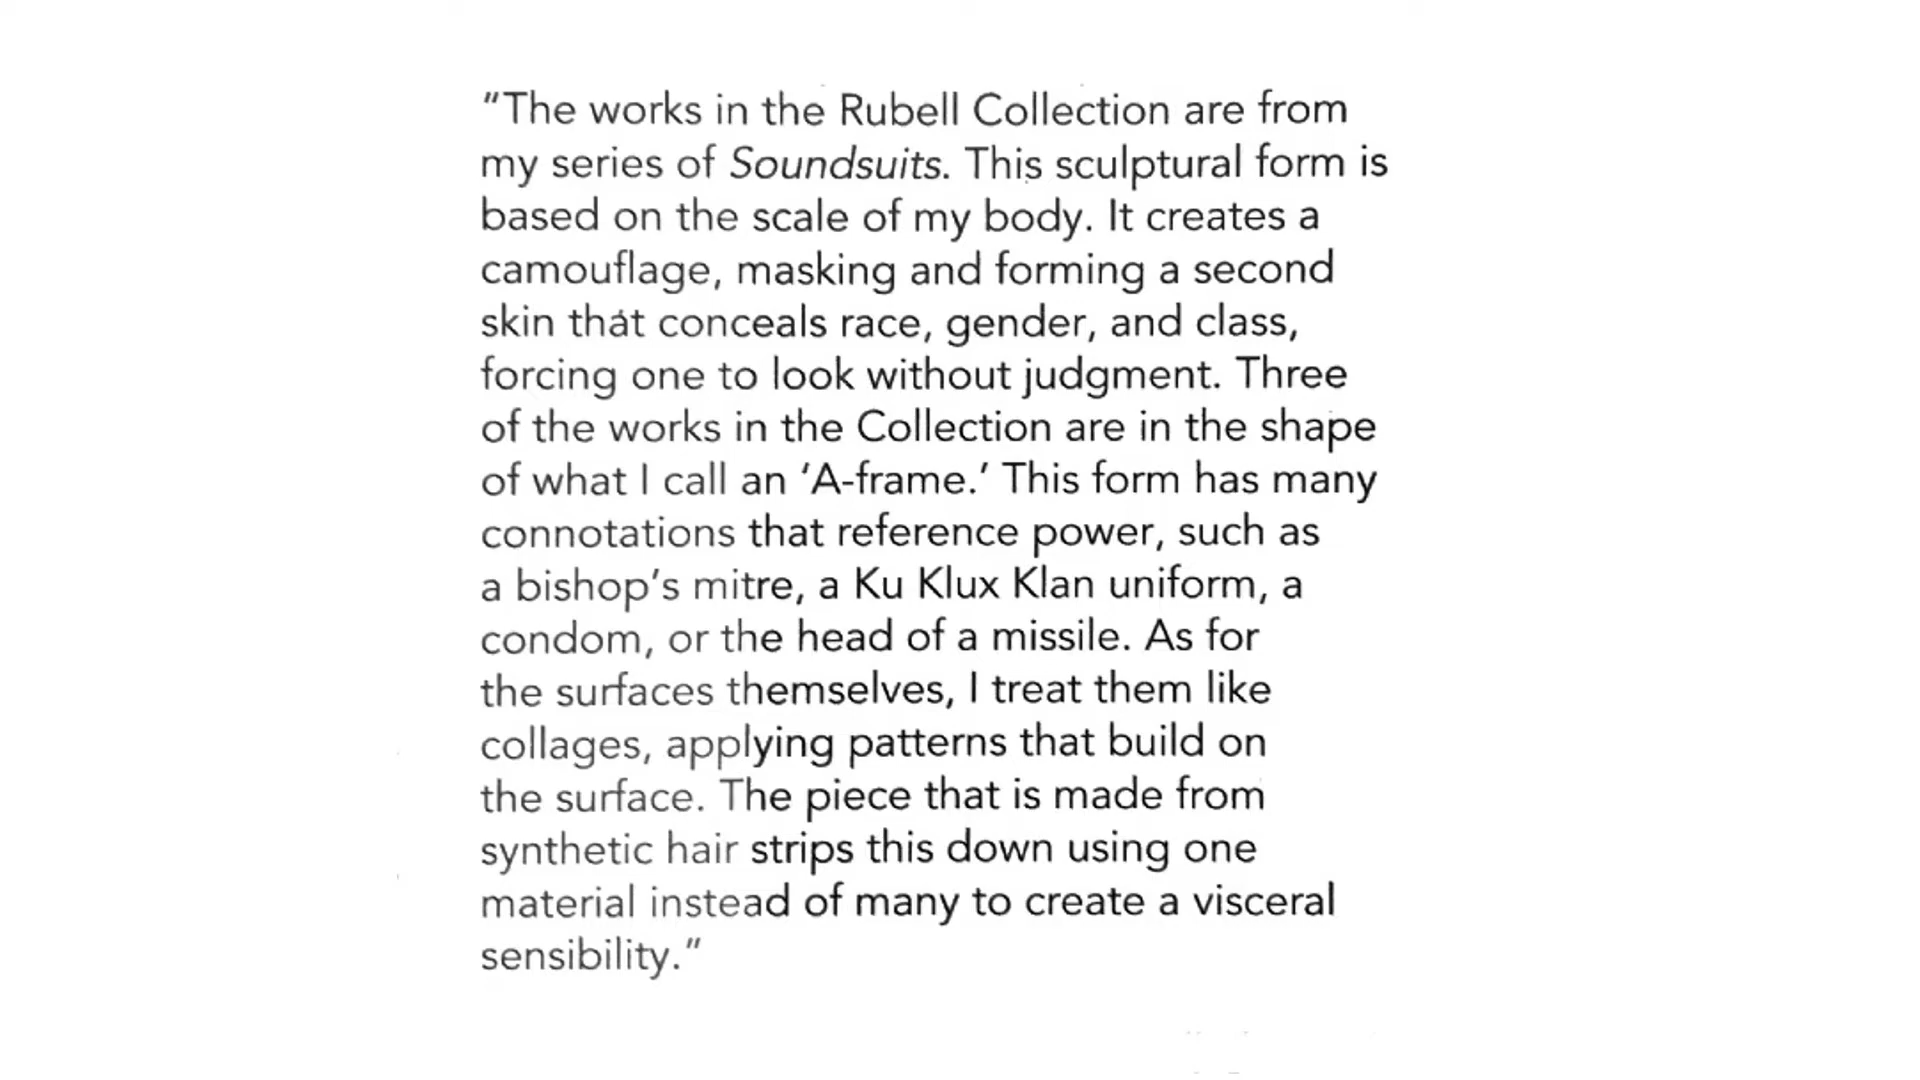 “The works in the Rubell Collection are from
my series of Soundsuits. This sculptural form is
based on the scale of my body. It creates a
camouflage, masking and forming a second
skin that conceals race, gender, and class,
forcing one to look without judgment. Three
of the works in the Collection are in the shape
of what I call an ‘A-frame.’ This form has many
connotations that reference power, such as
a bishop’s mitre, a Ku Klux Klan uniform, a
condom, or the head of a missile. As for
the surfaces themselves, I treat them like
collages, applying patterns that build on
the surface. The piece that is made from
synthetic hair strips this down using one
material instead of many to create a visceral
sensibility.”